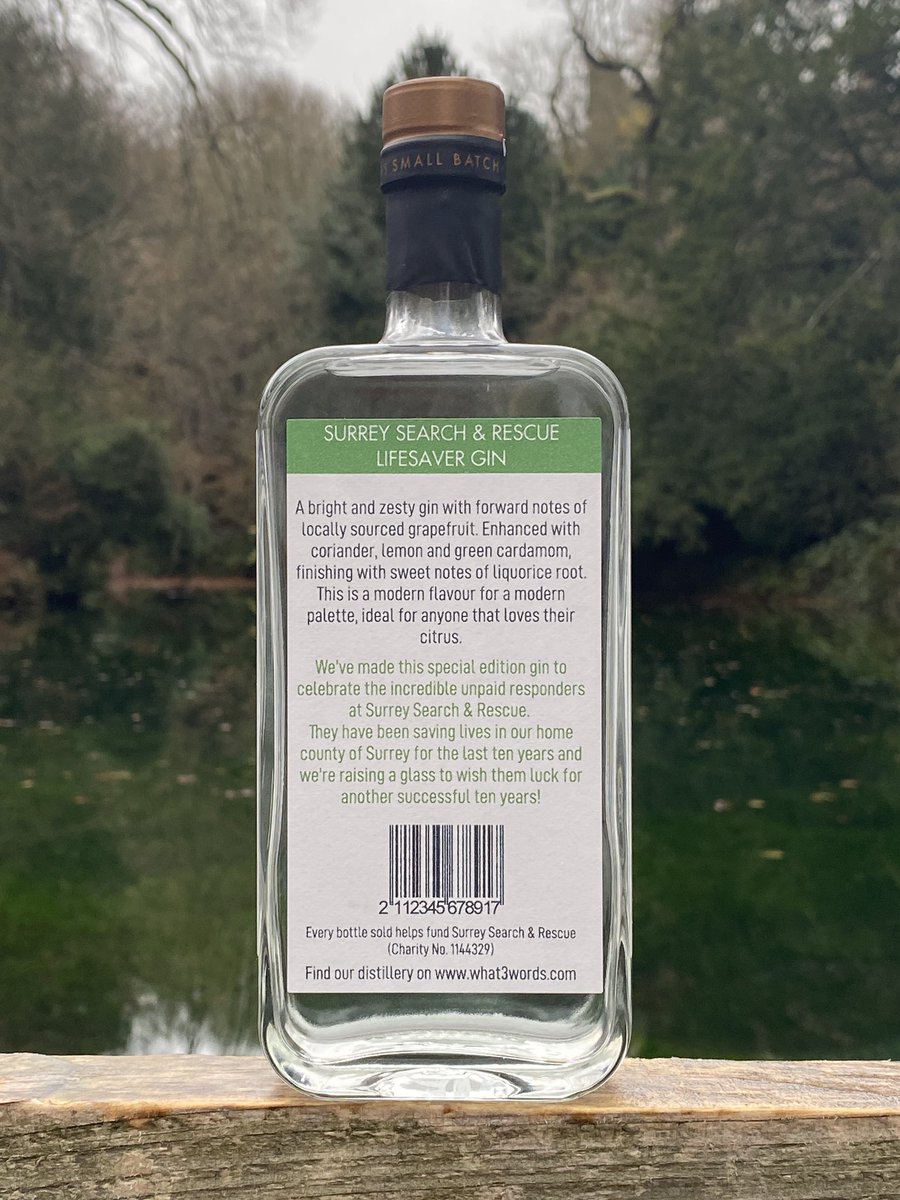 SMALL BATCH
SURREY SEARCH & RESCUE
LIFESAVER GIN
A bright and zesty gin with forward notes of
locally sourced grapefruit. Enhanced with
coriander, lemon and green cardamom,
finishing with sweet notes of liquorice root.
This is a modern flavour for a modern
palette, ideal for anyone that loves their
citrus.
We've made this special edition gin to
celebrate the incredible unpaid responders
at Surrey Search & Rescue.
They have been saving lives in our home
county of Surrey for the last ten years and
we're raising a glass to wish them luck for
another successful ten years!
2 112345 678917
Every bottle sold helps fund Surrey Search & Rescue
(Charity No. 1144329)
Find our distillery on www.what3words.com